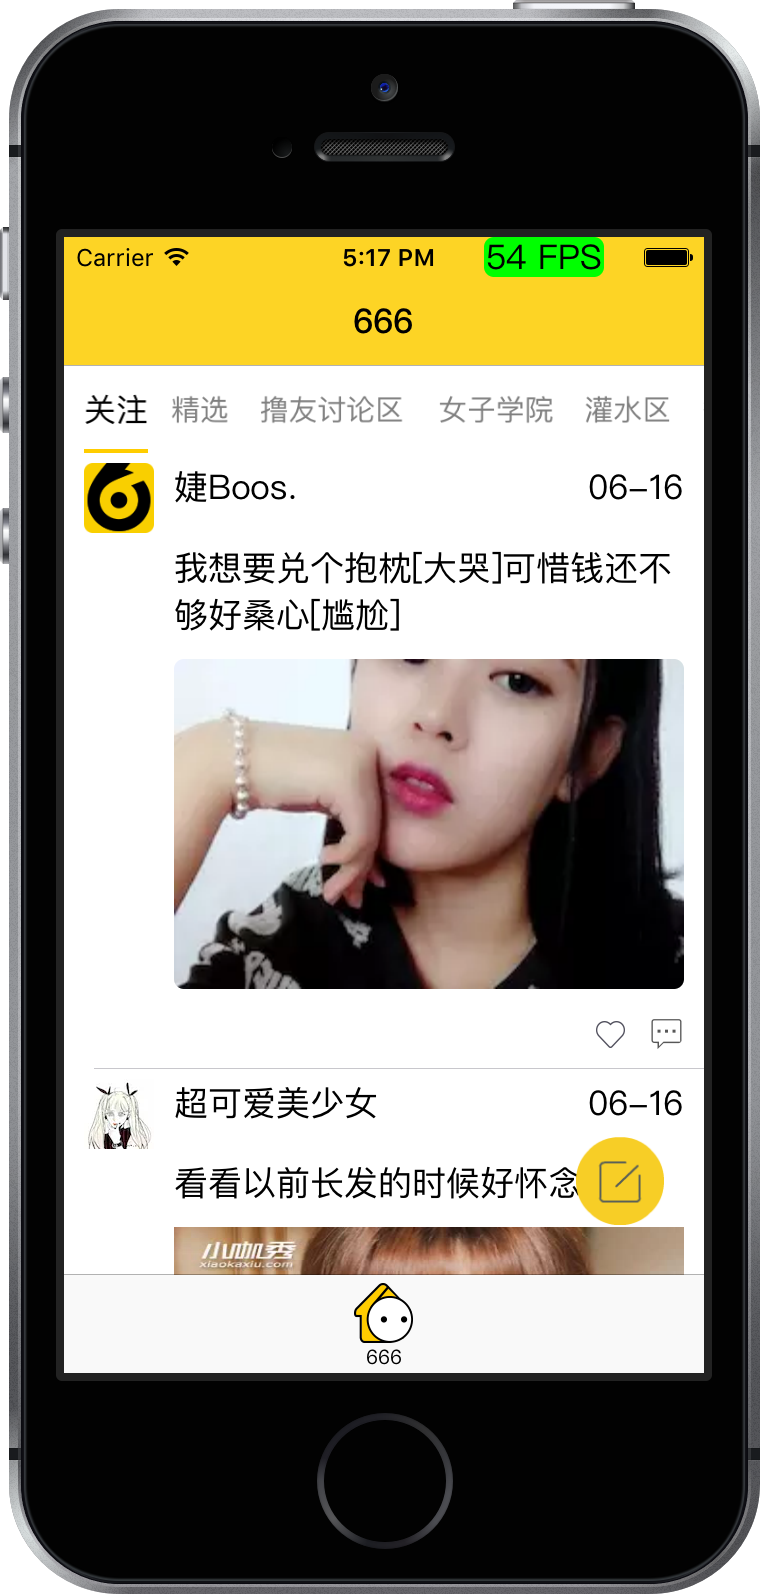 Carrier 5:17 PM 54 FPS
666
关注 精选 撸友讨论区 女子学院 灌水区
婕Boos. 06-16
我想要兑个抱枕[大哭]可惜钱还不
够好桑心[尴尬]
超可爱美少女 06-16
看看以前长发的时候好怀念
小咖秀
xiaokaxiu.com
666